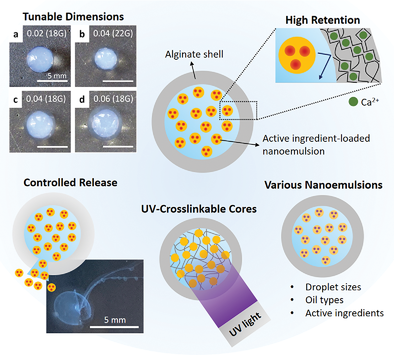 Tunable Dimensions
a 0.02 (18G)
b 0.04 (22G)
5 mm
c 0.04 (18G)
d 0.06 (18G)
High Retention
Alginate shell
Ca²⁺
Active ingredient-loaded
nanoemulsion
Controlled Release
5 mm
UV-Crosslinkable Cores
UV light
Various Nanoemulsions
• Droplet sizes
• Oil types
• Active ingredients